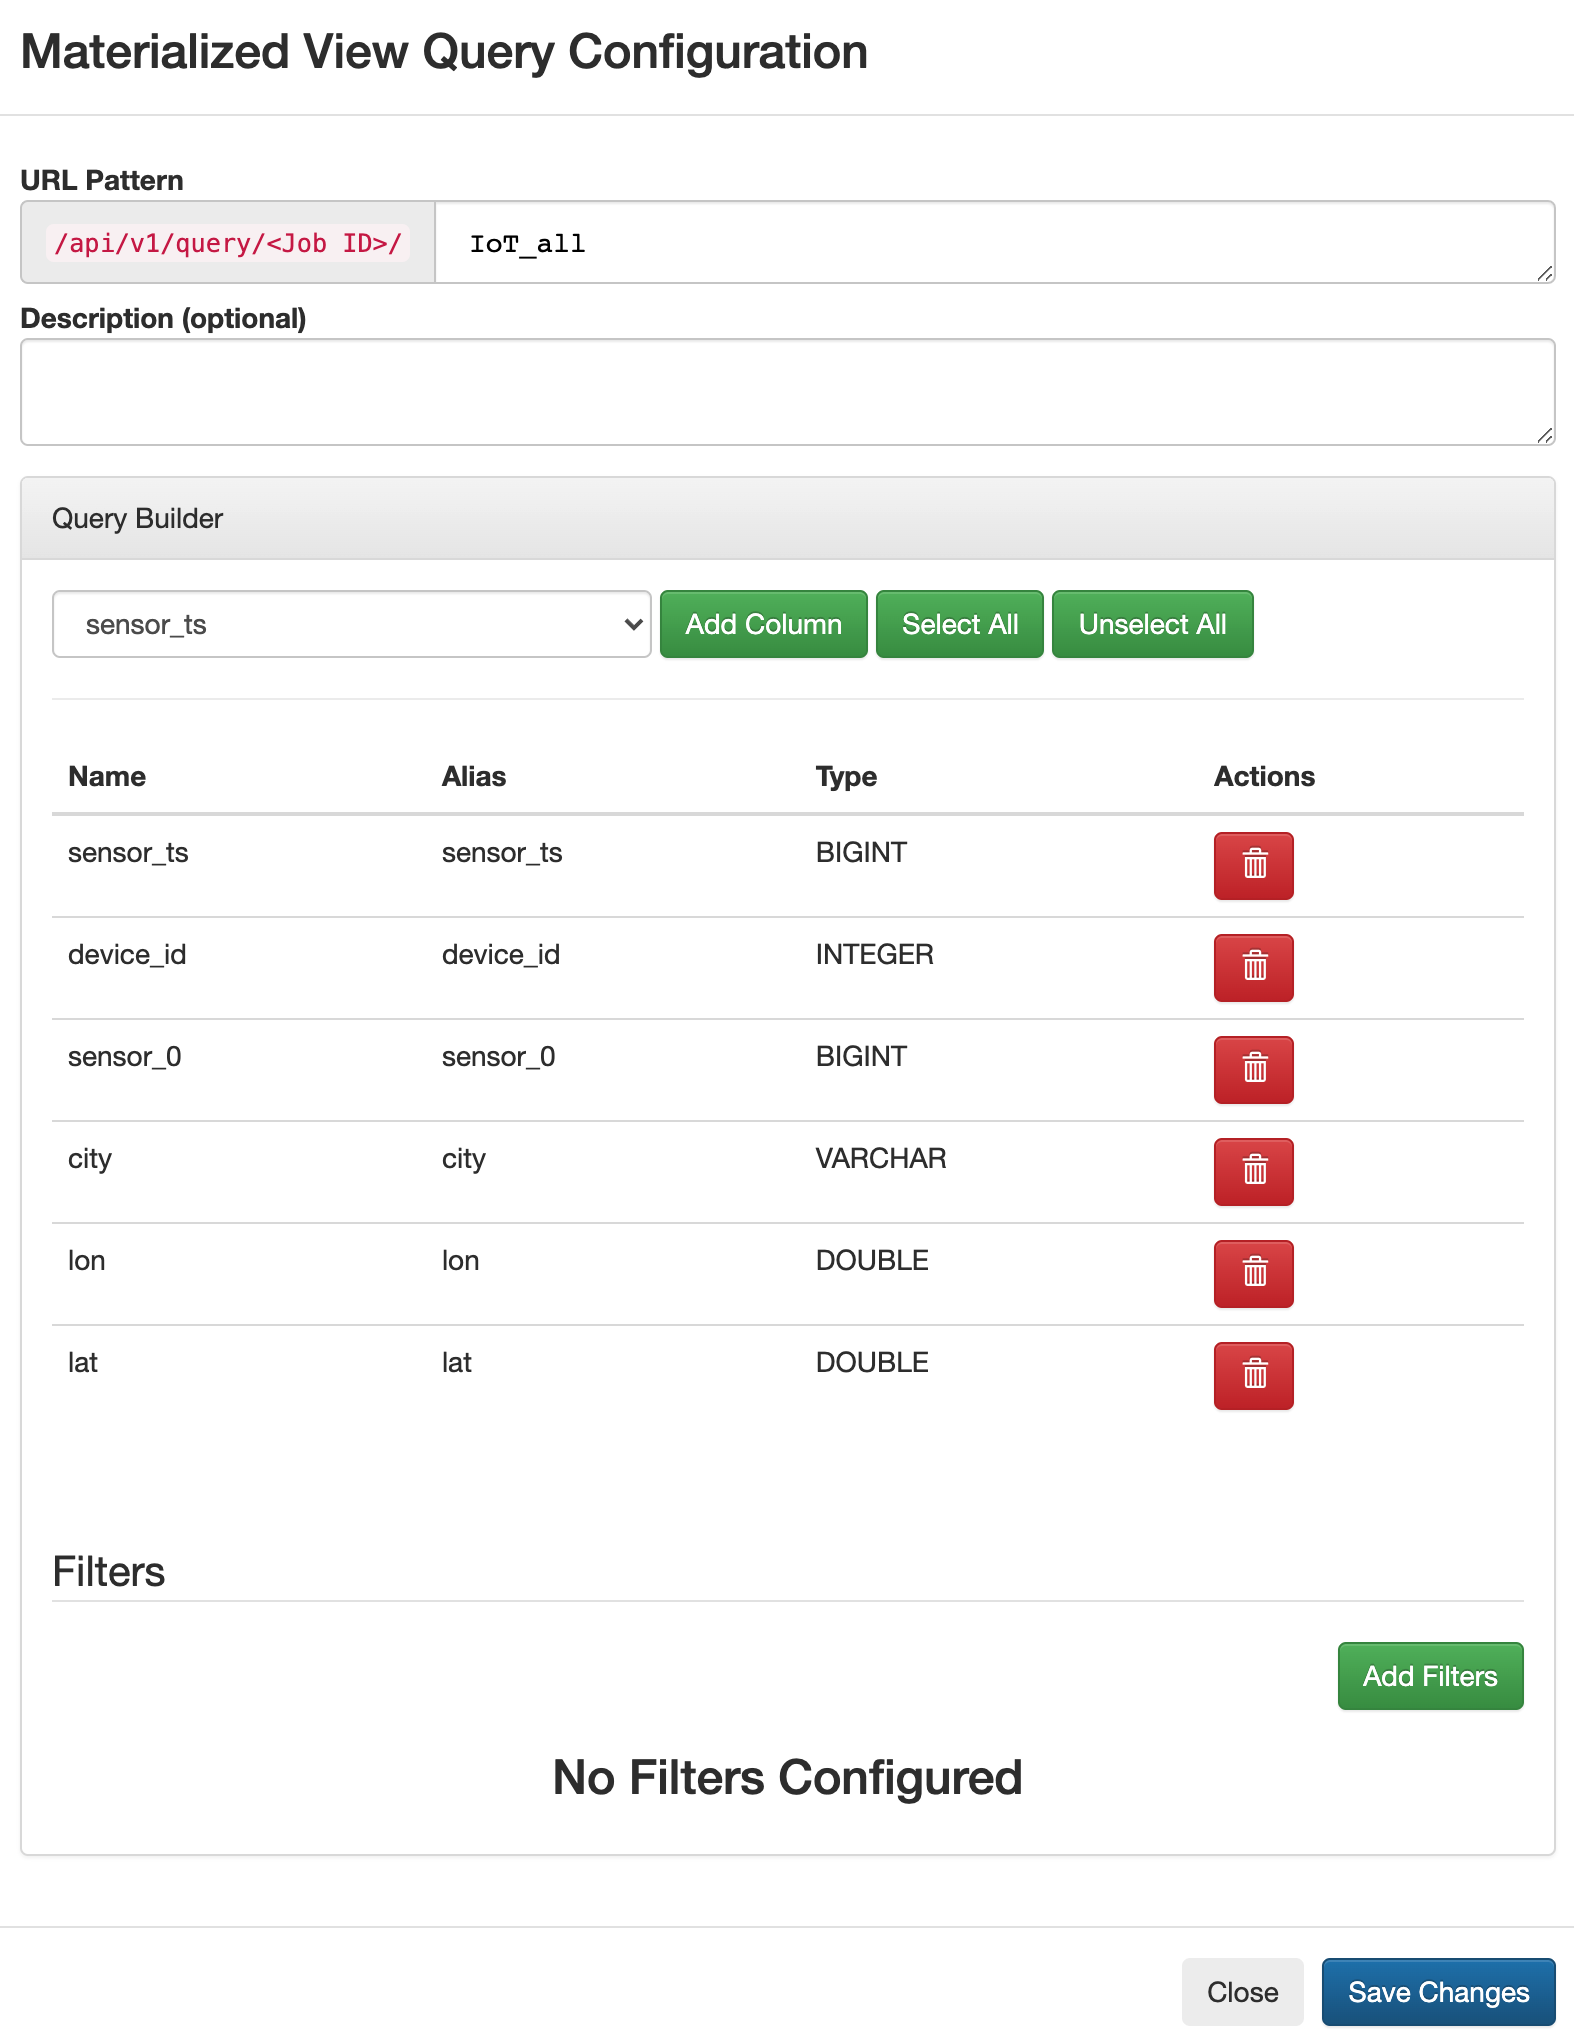 Materialized View Query Configuration
URL Pattern
/api/v1/query/<Job ID>/ IoT_all
Description (optional)
Query Builder
sensor_ts Add Column Select All Unselect All
Name Alias Type Actions
sensor_ts sensor_ts BIGINT
device_id device_id INTEGER
sensor_0 sensor_0 BIGINT
city city VARCHAR
lon lon DOUBLE
lat lat DOUBLE
Filters
Add Filters
No Filters Configured
Close Save Changes